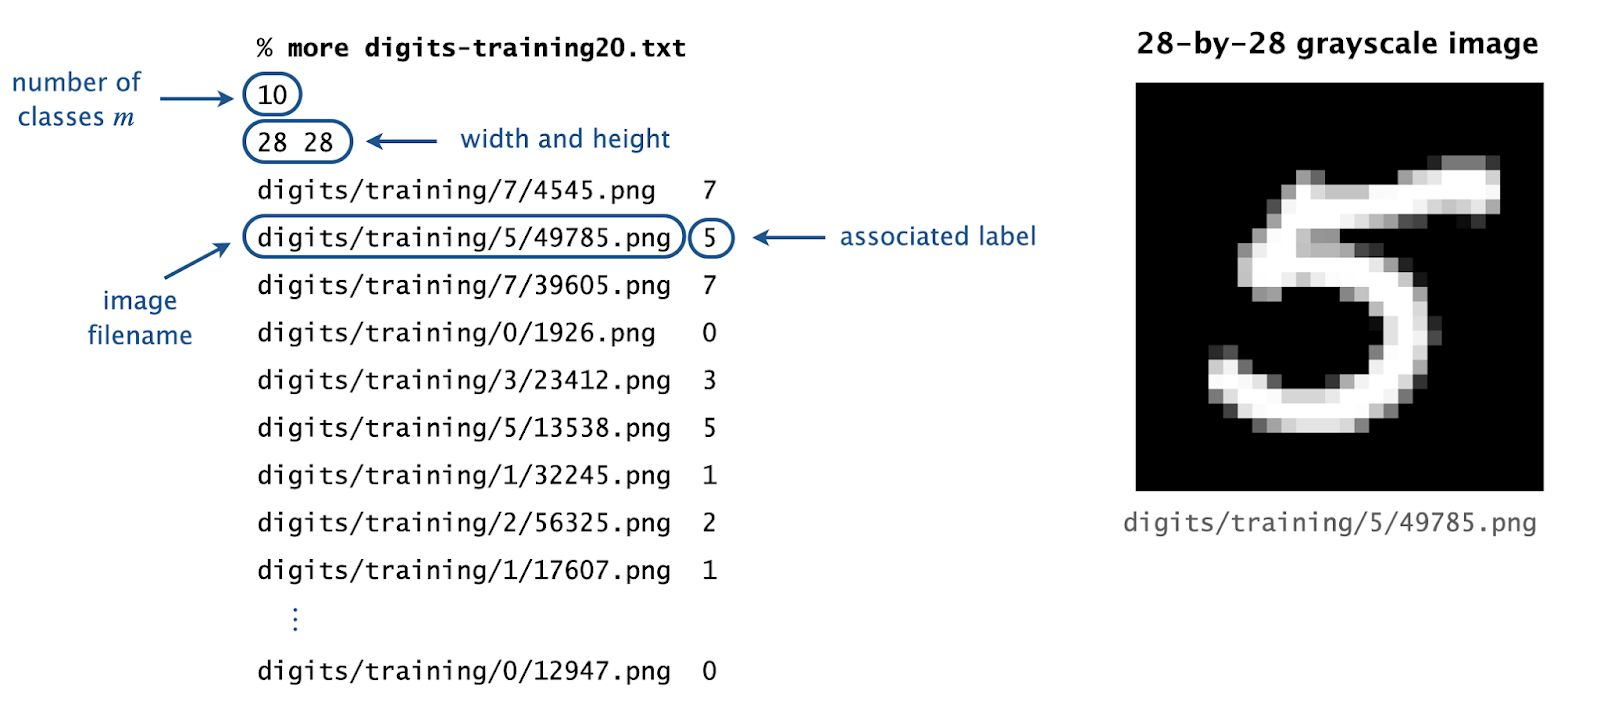 % more digits-training20.txt
number of
classes m
10
28 28
width and height
digits/training/7/4545.png 7
digits/training/5/49785.png 5
associated label
image
filename
digits/training/7/39605.png 7
digits/training/0/1926.png 0
digits/training/3/23412.png 3
digits/training/5/13538.png 5
digits/training/1/32245.png 1
digits/training/2/56325.png 2
digits/training/1/17607.png 1
⋮
digits/training/0/12947.png 0
28-by-28 grayscale image
5
digits/training/5/49785.png